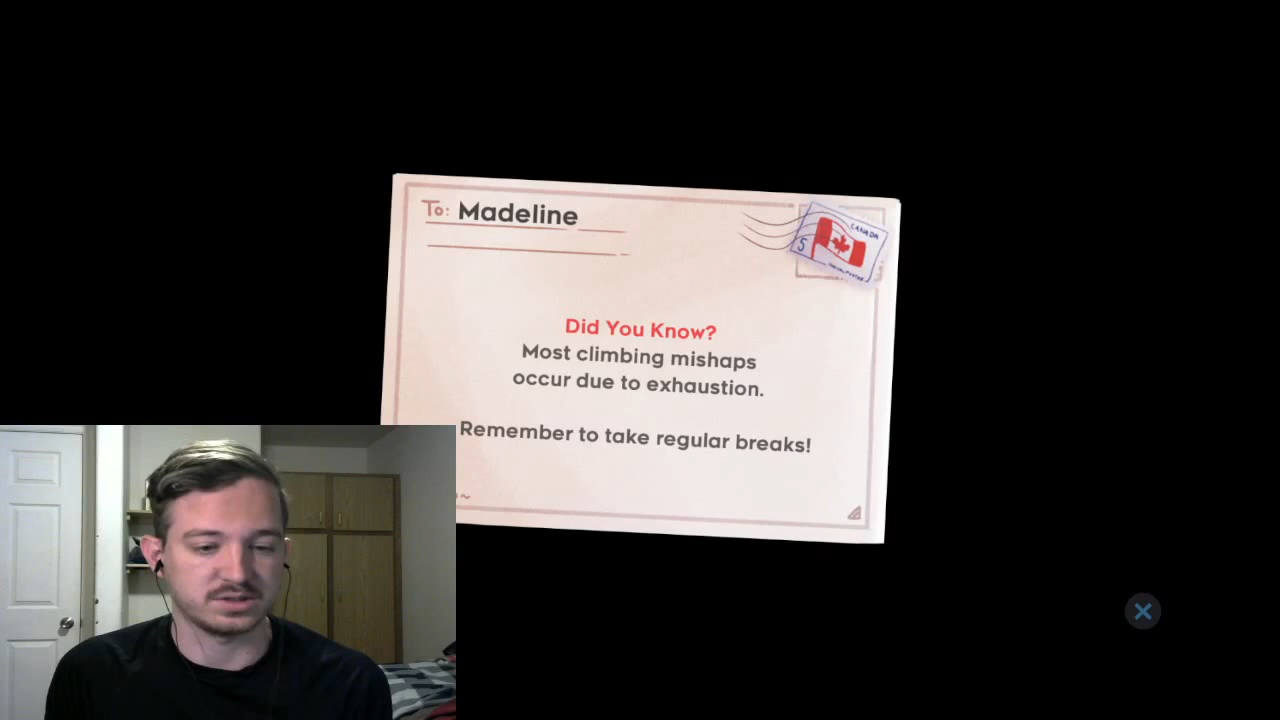 To: Madeline
CANADA
5
Did You Know?
Most climbing mishaps
occur due to exhaustion.
Remember to take regular breaks!